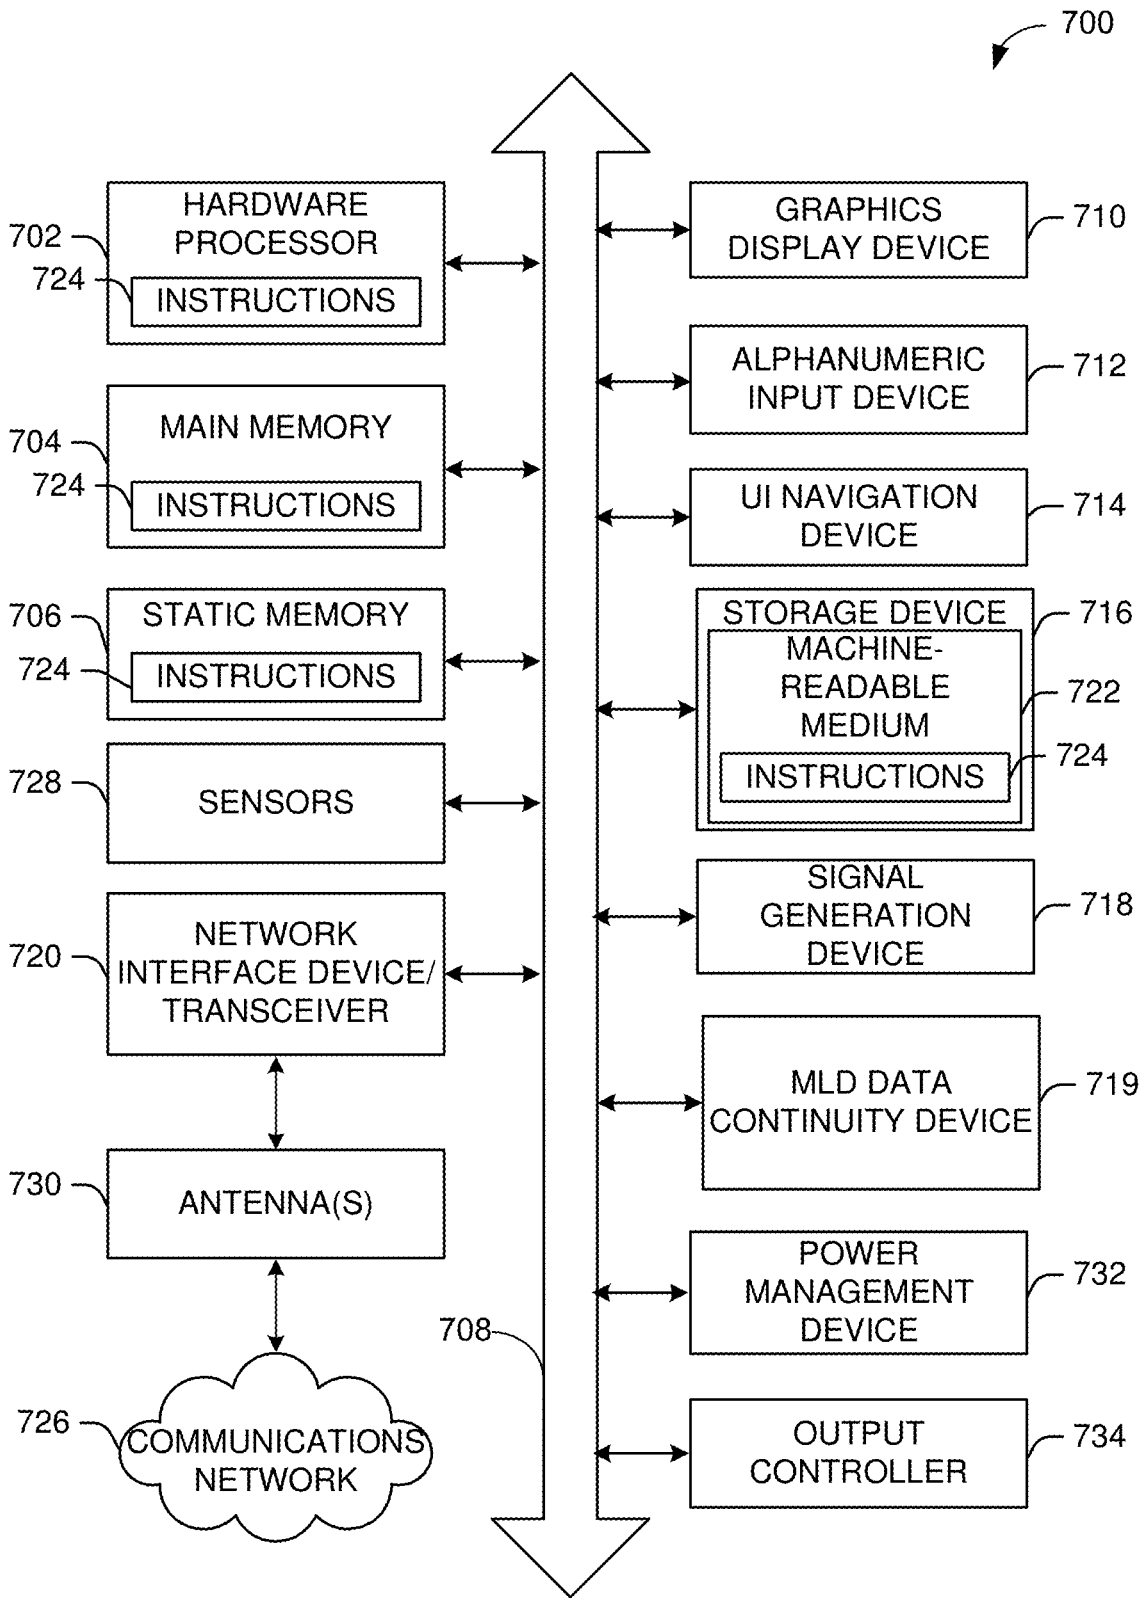 700
HARDWARE
PROCESSOR
702
724
INSTRUCTIONS
MAIN MEMORY
704
724
INSTRUCTIONS
STATIC MEMORY
706
724
INSTRUCTIONS
728
SENSORS
NETWORK
INTERFACE DEVICE/
TRANSCEIVER
720
730
ANTENNA(S)
726
COMMUNICATIONS
NETWORK
708
GRAPHICS
DISPLAY DEVICE
710
ALPHANUMERIC
INPUT DEVICE
712
UI NAVIGATION
DEVICE
714
STORAGE DEVICE
716
MACHINE-
READABLE
MEDIUM
722
INSTRUCTIONS
724
SIGNAL
GENERATION
DEVICE
718
MLD DATA
CONTINUITY DEVICE
719
POWER
MANAGEMENT
DEVICE
732
OUTPUT
CONTROLLER
734